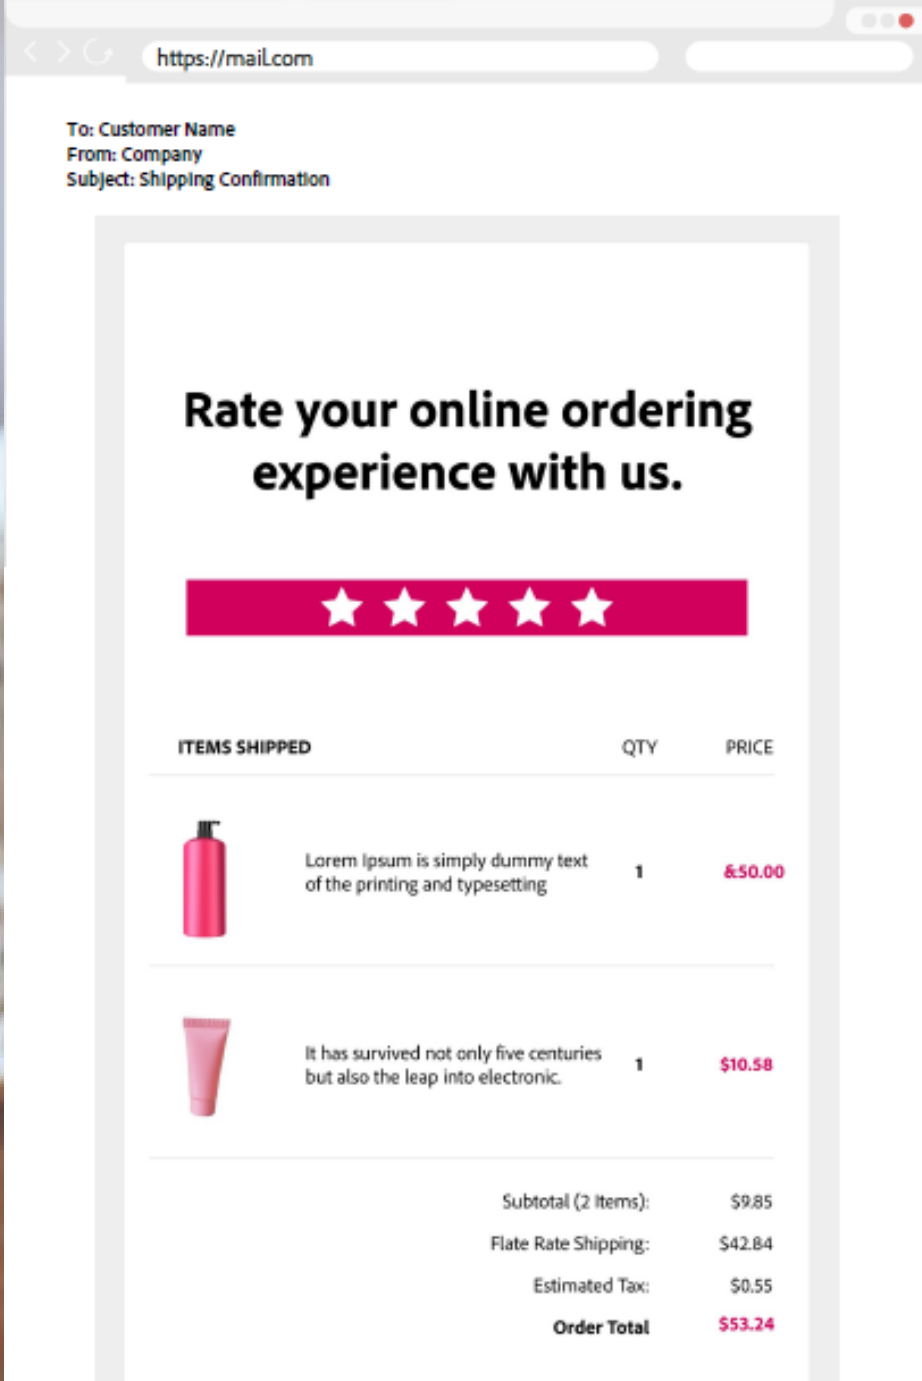 https://mail.com
To: Customer Name
From: Company
Subject: Shipping Confirmation
Rate your online ordering
experience with us.
ITEMS SHIPPED QTY PRICE
Lorem Ipsum is simply dummy text
of the printing and typesetting
1
&50.00
It has survived not only five centuries
but also the leap into electronic.
1
$10.58
Subtotal (2 Items): $9.85
Flate Rate Shipping: $42.84
Estimated Tax: $0.55
Order Total $53.24